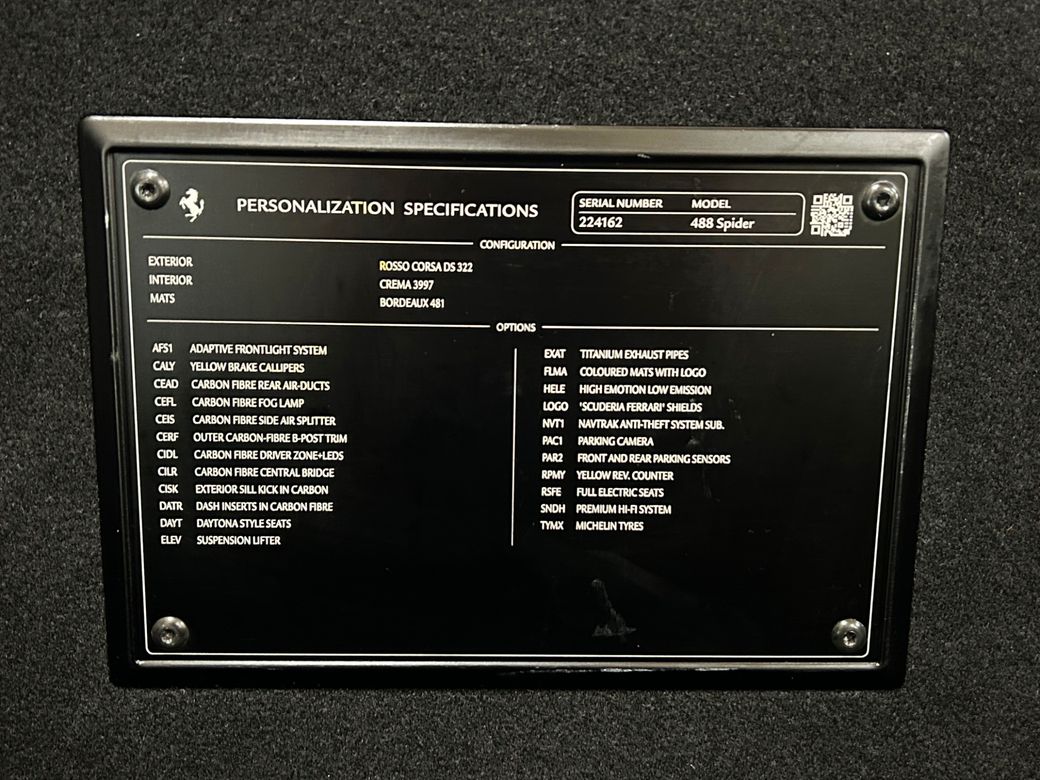 PERSONALIZATION SPECIFICATIONS
SERIAL NUMBER MODEL
224162 488 Spider
CONFIGURATION
EXTERIOR ROSSO CORSA DS 322
INTERIOR CREMA 3997
MATS BORDEAUX 481
OPTIONS
AFS1 ADAPTIVE FRONTLIGHT SYSTEM
CALY YELLOW BRAKE CALLIPERS
CEAD CARBON FIBRE REAR AIR-DUCTS
CEFL CARBON FIBRE FOG LAMP
CEIS CARBON FIBRE SIDE AIR SPLITTER
CERF OUTER CARBON-FIBRE B-POST TRIM
CIDL CARBON FIBRE DRIVER ZONE+LEDS
CILR CARBON FIBRE CENTRAL BRIDGE
CISK EXTERIOR SILL KICK IN CARBON
DATR DASH INSERTS IN CARBON FIBRE
DAYT DAYTONA STYLE SEATS
ELEV SUSPENSION LIFTER
EXAT TITANIUM EXHAUST PIPES
FLMA COLOURED MATS WITH LOGO
HELE HIGH EMOTION LOW EMISSION
LOGO "SCUDERIA FERRARI" SHIELDS
NVT1 NAVTRAK ANTI-THEFT SYSTEM SUB.
PAC1 PARKING CAMERA
PAR2 FRONT AND REAR PARKING SENSORS
RPMY YELLOW REV. COUNTER
RSFE FULL ELECTRIC SEATS
SNDH PREMIUM HI-FI SYSTEM
TYMX MICHELIN TYRES